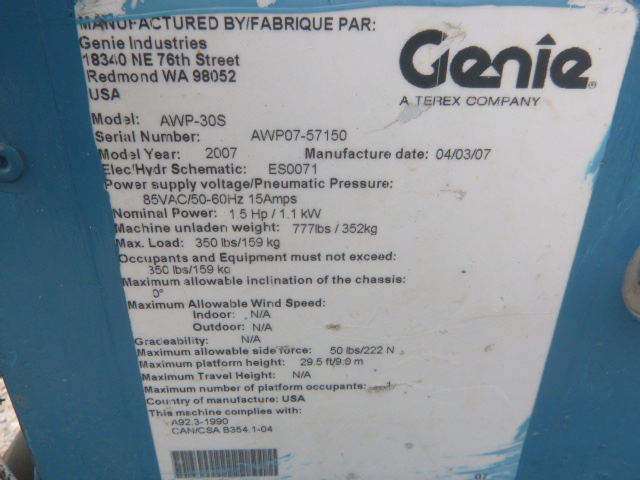 MANUFACTURED BY/FABRIQUE PAR:
Genie Industries
18340 NE 76th Street
Redmond WA 98052
USA
Genie
A TEREX COMPANY
Model: AWP-30S
Serial Number: AWP07-57150
Model Year: 2007 Manufacture date: 04/03/07
Elec/Hydr Schematic: ES0071
Power supply voltage/Pneumatic Pressure:
85VAC/50-60Hz 15Amps
Nominal Power: 1.5 Hp / 1.1 kW
Machine unladen weight: 777lbs / 352kg
Max. Load: 350 lbs/159 kg
Occupants and Equipment must not exceed:
350 lbs/159 kg
Maximum allowable inclination of the chassis:
0°
Maximum Allowable Wind Speed:
Indoor: N/A
Outdoor: N/A
Gradeability: N/A
Maximum allowable side force: 50 lbs/222 N
Maximum platform height: 29.5 ft/9.0 m
Maximum Travel Height: N/A
Maximum number of platform occupants: 1
Country of manufacture: USA
This machine complies with:
A92.3-1990
CAN/CSA B354.1-04